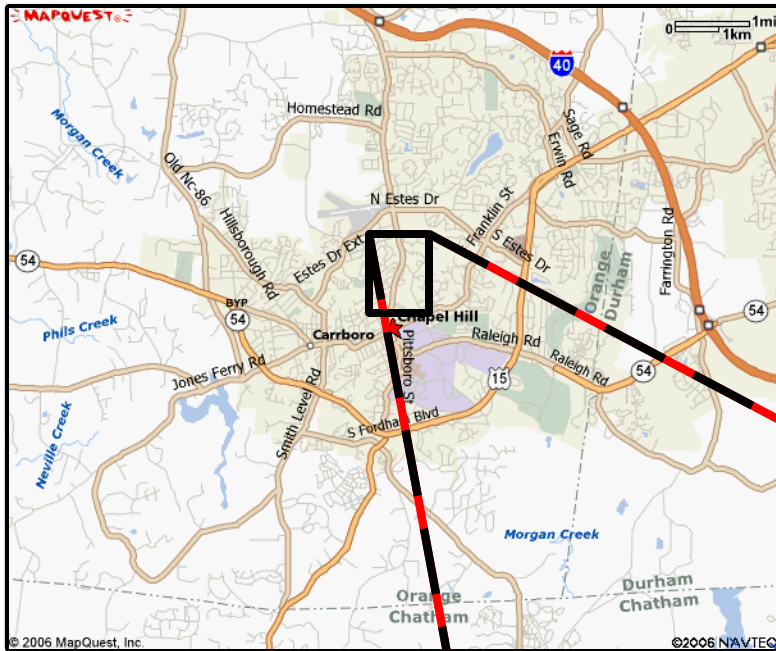 MAPQUEST
0 1mi
1km
40
Homestead Rd
Sage Rd
Erwin Rd
Morgan Creek
Old Nc-86
N Estes Dr
Hillsborough Rd
Franklin St
S Estes Dr
Farrington Rd
Estes Dr Ext
54
Orange
Durham
BYP
54
54
Phils Creek
Chapel Hill
Carrboro
Raleigh Rd
Pittsboro St
Jones Ferry Rd
Raleigh Rd
54
15
Smith Level Rd
S Fordham Blvd
Neville Creek
Morgan Creek
Durham
Chatham
Orange
Chatham
© 2006 MapQuest, Inc.
©2006 NAVTEQ